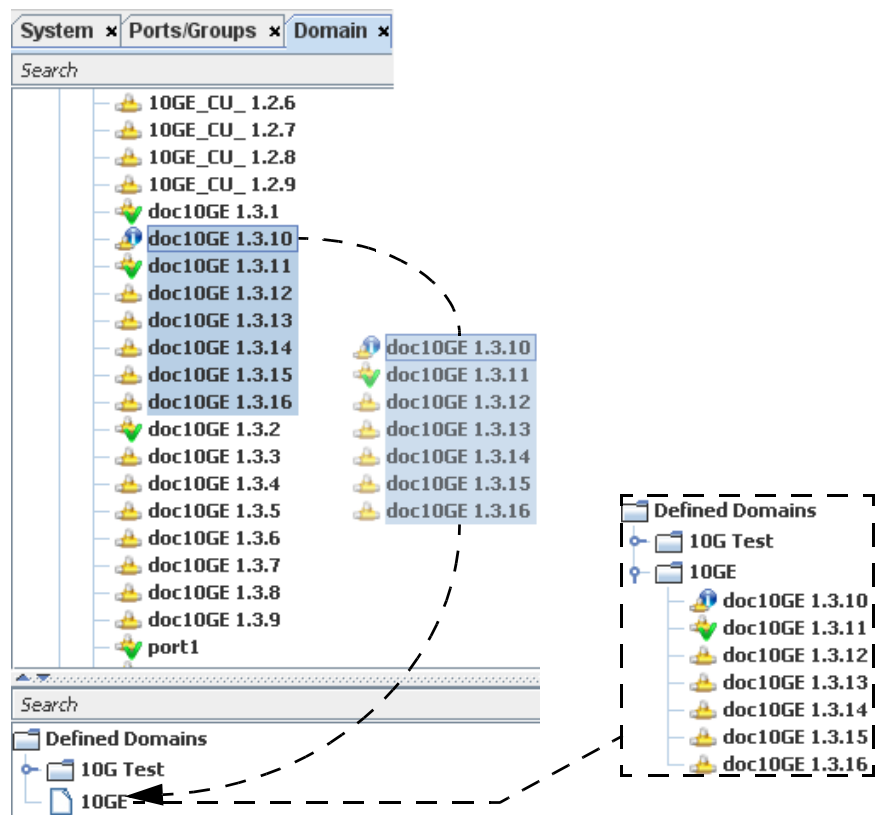 System Ports/Groups Domain
Search
10GE_CU_ 1.2.6
10GE_CU_ 1.2.7
10GE_CU_ 1.2.8
10GE_CU_ 1.2.9
doc10GE 1.3.1
doc10GE 1.3.10
doc10GE 1.3.11
doc10GE 1.3.12
doc10GE 1.3.13
doc10GE 1.3.14
doc10GE 1.3.15
doc10GE 1.3.16
doc10GE 1.3.2
doc10GE 1.3.3
doc10GE 1.3.4
doc10GE 1.3.5
doc10GE 1.3.6
doc10GE 1.3.7
doc10GE 1.3.8
doc10GE 1.3.9
port1
doc10GE 1.3.10
doc10GE 1.3.11
doc10GE 1.3.12
doc10GE 1.3.13
doc10GE 1.3.14
doc10GE 1.3.15
doc10GE 1.3.16
Search
Defined Domains
10G Test
10GE
Defined Domains
10G Test
10GE
doc10GE 1.3.10
doc10GE 1.3.11
doc10GE 1.3.12
doc10GE 1.3.13
doc10GE 1.3.14
doc10GE 1.3.15
doc10GE 1.3.16